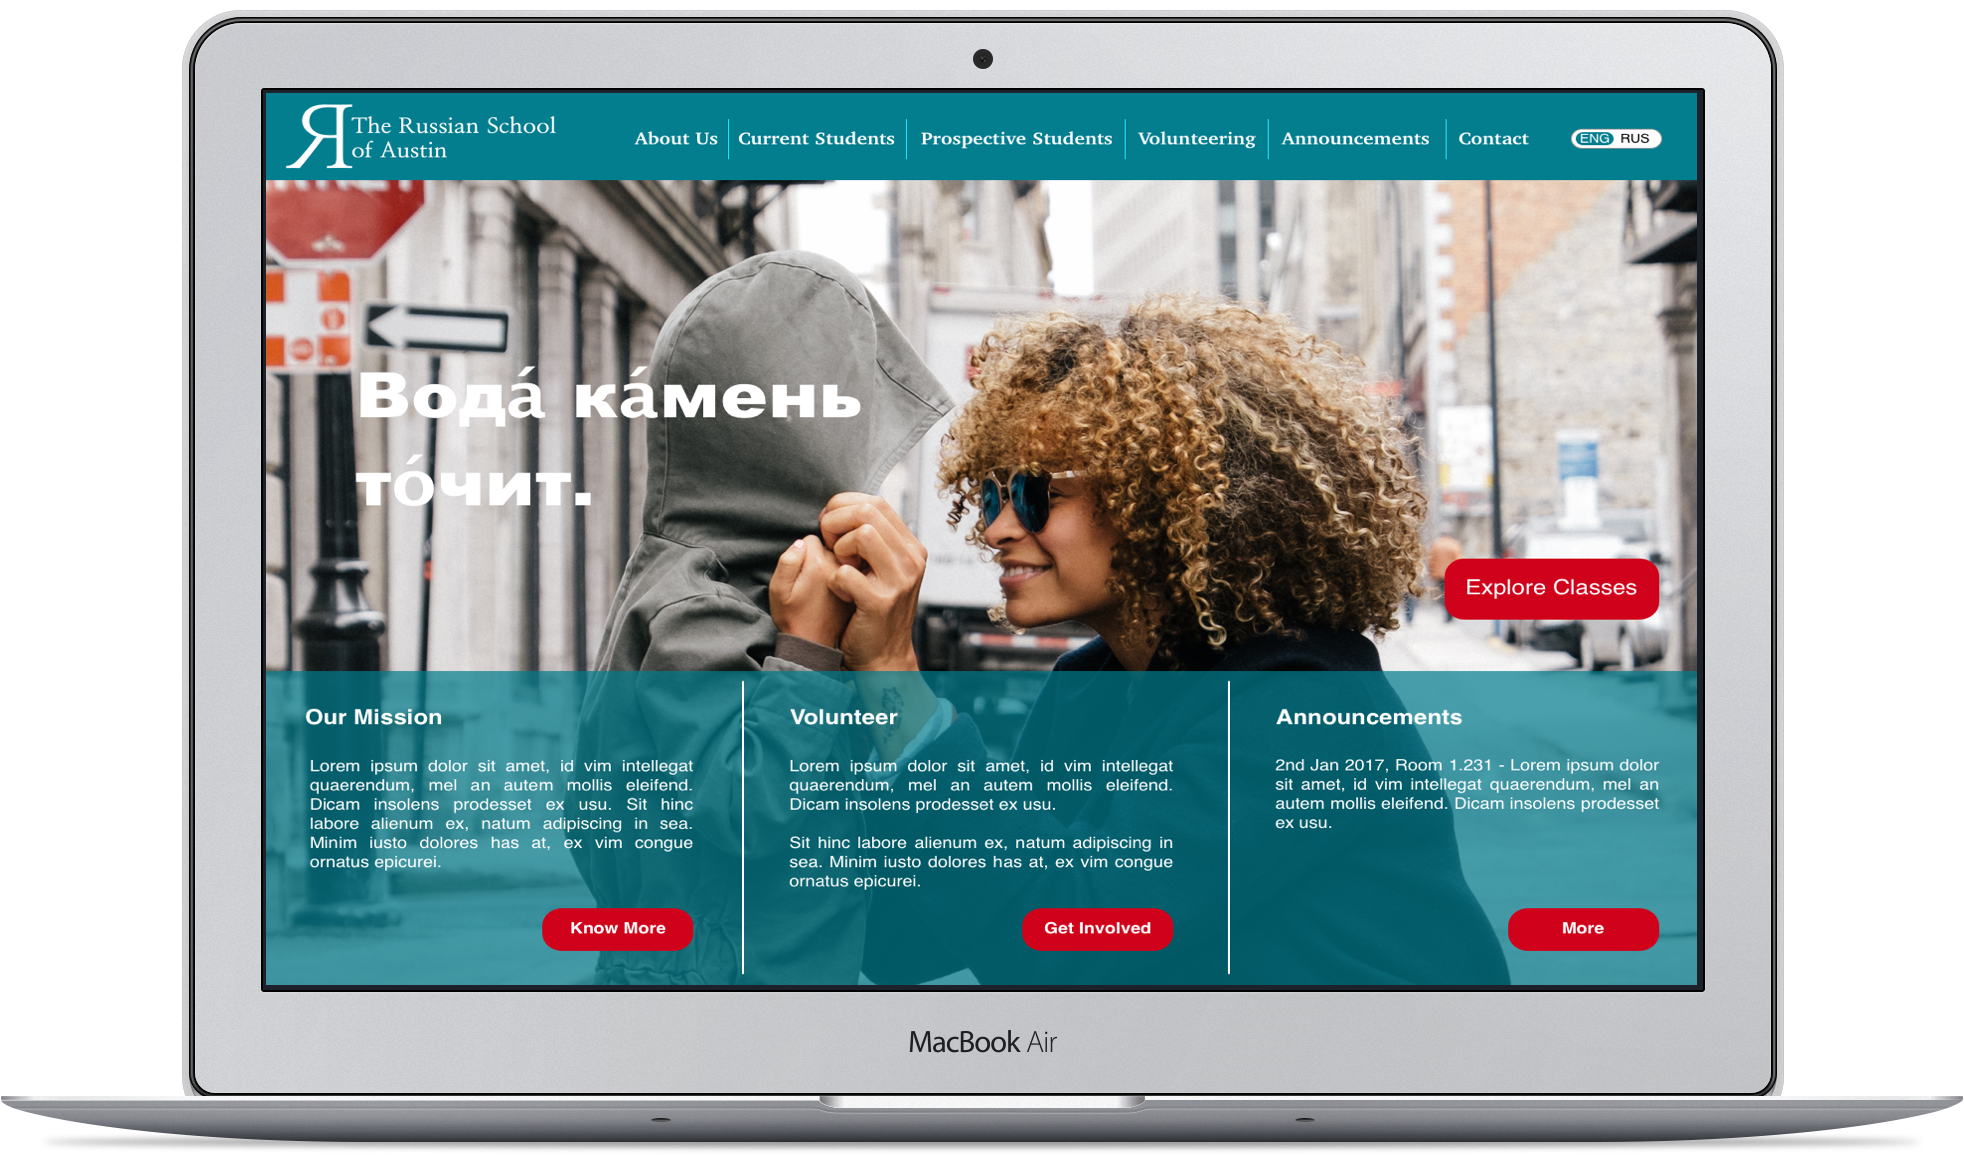 The Russian School
of Austin
About Us
Current Students
Prospective Students
Volunteering
Announcements
Contact
ENG RUS
Вода́ ка́мень
то́чит.
Explore Classes
Our Mission
Lorem ipsum dolor sit amet, id vim intellegat
quaerendum, mel an autem mollis eleifend.
Dicam insolens prodesset ex usu. Sit hinc
labore alienum ex, natum adipiscing in sea.
Minim iusto dolores has at, ex vim congue
ornatus epicurei.
Know More
Volunteer
Lorem ipsum dolor sit amet, id vim intellegat
quaerendum, mel an autem mollis eleifend.
Dicam insolens prodesset ex usu.
Sit hinc labore alienum ex, natum adipiscing in
sea. Minim iusto dolores has at, ex vim congue
ornatus epicurei.
Get Involved
Announcements
2nd Jan 2017, Room 1.231 - Lorem ipsum dolor
sit amet, id vim intellegat quaerendum, mel an
autem mollis eleifend. Dicam insolens prodesset
ex usu.
More
MacBook Air